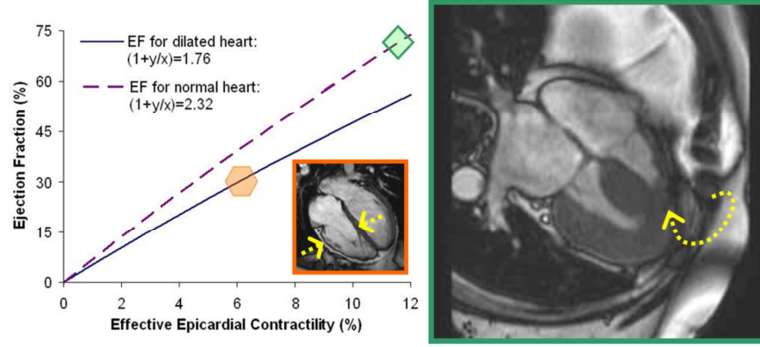 75
60
45
30
15
0
Ejection Fraction (%)
EF for dilated heart:
(1+y/x)=1.76
EF for normal heart:
(1+y/x)=2.32
0 2 4 6 8 10 12
Effective Epicardial Contractility (%)